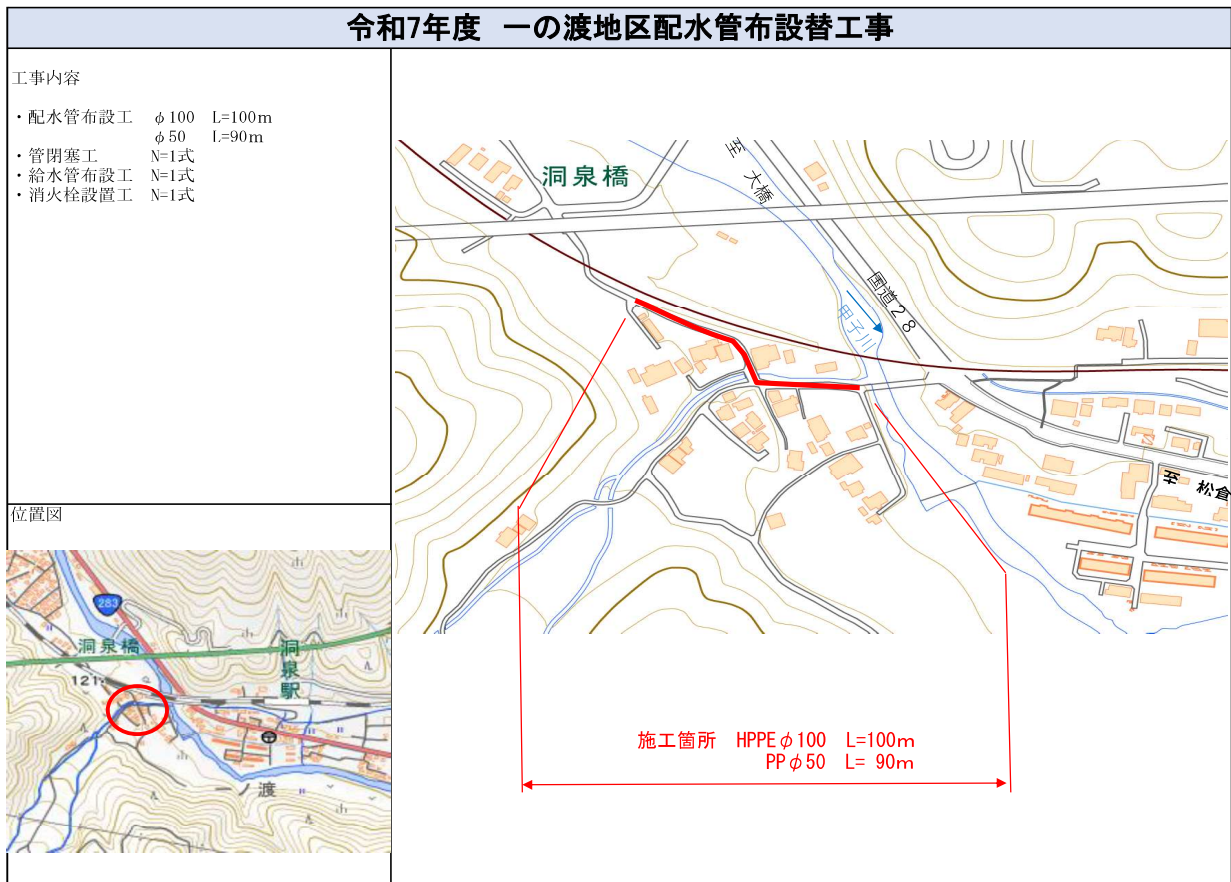 令和7年度 一の渡地区配水管布設替工事
工事内容
・配水管布設工 φ100 L=100m
φ50 L=90m
・管閉塞工 N=1式
・給水管布設工 N=1式
・消火栓設置工 N=1式
洞泉橋
至 大橋
国道28
甲子川
至 松倉
施工箇所 HPPEφ100 L=100m
PPφ50 L= 90m
位置図
283
洞泉橋
洞泉駅
121
一ノ渡